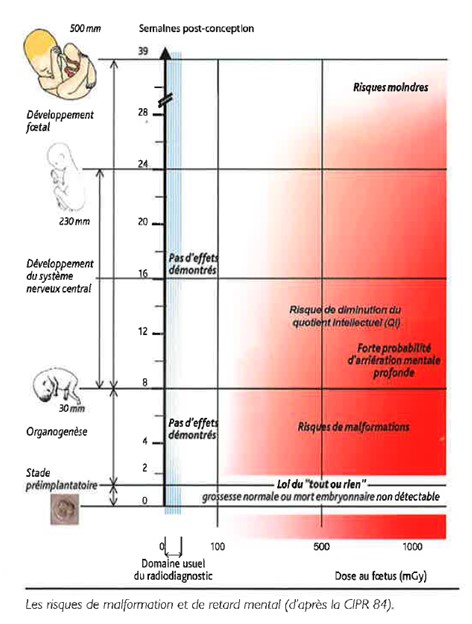 500 mm
Semaines post-conception
39
Risques moindres
28
Développement
fœtal
24
230 mm
20
Pas d'effets
démontrés
Développement
du système
nerveux central
16
Risque de diminution du
quotient intellectuel (QI)
12
Forte probabilité
d'arriération mentale
profonde
8
30 mm
Pas d'effets
démontrés
Risques de malformations
Organogenèse
4
2
Stade
préimplantatoire
Loi du "tout ou rien"
grossesse normale ou mort embryonnaire non détectable
0
0
100
500
1000
Domaine usuel
du radiodiagnostic
Dose au fœtus (mGy)
Les risques de malformation et de retard mental (d'après la CIPR 84).